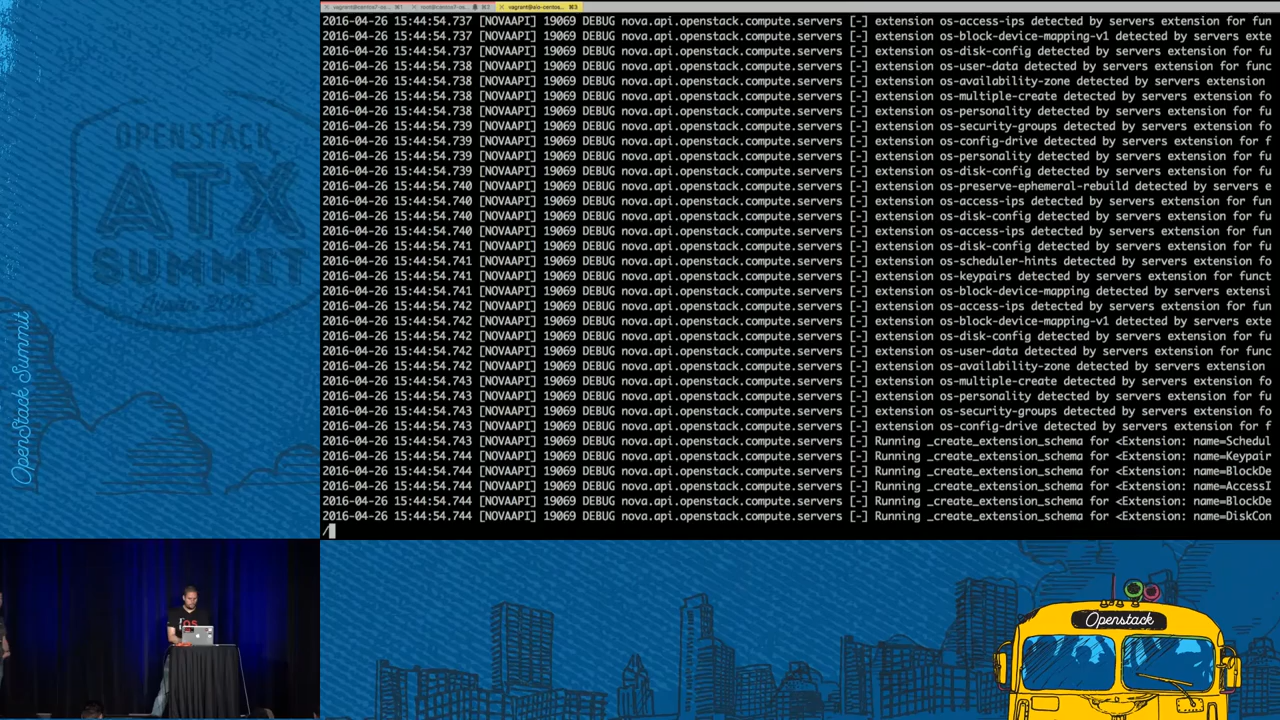 vagrant@centos7-os... ⌘1 root@centos7-os... ⌘2 vagrant@aio-centos... ⌘3
2016-04-26 15:44:54.737 [NOVAAPI] 19069 DEBUG nova.api.openstack.compute.servers [-] extension os-access-ips detected by servers extension for fun
2016-04-26 15:44:54.737 [NOVAAPI] 19069 DEBUG nova.api.openstack.compute.servers [-] extension os-block-device-mapping-v1 detected by servers exte
2016-04-26 15:44:54.737 [NOVAAPI] 19069 DEBUG nova.api.openstack.compute.servers [-] extension os-disk-config detected by servers extension for fu
2016-04-26 15:44:54.738 [NOVAAPI] 19069 DEBUG nova.api.openstack.compute.servers [-] extension os-user-data detected by servers extension for func
2016-04-26 15:44:54.738 [NOVAAPI] 19069 DEBUG nova.api.openstack.compute.servers [-] extension os-availability-zone detected by servers extension
2016-04-26 15:44:54.738 [NOVAAPI] 19069 DEBUG nova.api.openstack.compute.servers [-] extension os-multiple-create detected by servers extension fo
2016-04-26 15:44:54.738 [NOVAAPI] 19069 DEBUG nova.api.openstack.compute.servers [-] extension os-personality detected by servers extension for fu
2016-04-26 15:44:54.739 [NOVAAPI] 19069 DEBUG nova.api.openstack.compute.servers [-] extension os-security-groups detected by servers extension fo
2016-04-26 15:44:54.739 [NOVAAPI] 19069 DEBUG nova.api.openstack.compute.servers [-] extension os-config-drive detected by servers extension for f
2016-04-26 15:44:54.739 [NOVAAPI] 19069 DEBUG nova.api.openstack.compute.servers [-] extension os-personality detected by servers extension for fu
2016-04-26 15:44:54.739 [NOVAAPI] 19069 DEBUG nova.api.openstack.compute.servers [-] extension os-disk-config detected by servers extension for fu
2016-04-26 15:44:54.740 [NOVAAPI] 19069 DEBUG nova.api.openstack.compute.servers [-] extension os-preserve-ephemeral-rebuild detected by servers e
2016-04-26 15:44:54.740 [NOVAAPI] 19069 DEBUG nova.api.openstack.compute.servers [-] extension os-access-ips detected by servers extension for fun
2016-04-26 15:44:54.740 [NOVAAPI] 19069 DEBUG nova.api.openstack.compute.servers [-] extension os-disk-config detected by servers extension for fu
2016-04-26 15:44:54.740 [NOVAAPI] 19069 DEBUG nova.api.openstack.compute.servers [-] extension os-access-ips detected by servers extension for fun
2016-04-26 15:44:54.741 [NOVAAPI] 19069 DEBUG nova.api.openstack.compute.servers [-] extension os-disk-config detected by servers extension for fu
2016-04-26 15:44:54.741 [NOVAAPI] 19069 DEBUG nova.api.openstack.compute.servers [-] extension os-scheduler-hints detected by servers extension fo
2016-04-26 15:44:54.741 [NOVAAPI] 19069 DEBUG nova.api.openstack.compute.servers [-] extension os-keypairs detected by servers extension for funct
2016-04-26 15:44:54.741 [NOVAAPI] 19069 DEBUG nova.api.openstack.compute.servers [-] extension os-block-device-mapping detected by servers extensi
2016-04-26 15:44:54.742 [NOVAAPI] 19069 DEBUG nova.api.openstack.compute.servers [-] extension os-access-ips detected by servers extension for fun
2016-04-26 15:44:54.742 [NOVAAPI] 19069 DEBUG nova.api.openstack.compute.servers [-] extension os-block-device-mapping-v1 detected by servers exte
2016-04-26 15:44:54.742 [NOVAAPI] 19069 DEBUG nova.api.openstack.compute.servers [-] extension os-disk-config detected by servers extension for fu
2016-04-26 15:44:54.742 [NOVAAPI] 19069 DEBUG nova.api.openstack.compute.servers [-] extension os-user-data detected by servers extension for func
2016-04-26 15:44:54.742 [NOVAAPI] 19069 DEBUG nova.api.openstack.compute.servers [-] extension os-availability-zone detected by servers extension
2016-04-26 15:44:54.743 [NOVAAPI] 19069 DEBUG nova.api.openstack.compute.servers [-] extension os-multiple-create detected by servers extension fo
2016-04-26 15:44:54.743 [NOVAAPI] 19069 DEBUG nova.api.openstack.compute.servers [-] extension os-personality detected by servers extension for fu
2016-04-26 15:44:54.743 [NOVAAPI] 19069 DEBUG nova.api.openstack.compute.servers [-] extension os-security-groups detected by servers extension fo
2016-04-26 15:44:54.743 [NOVAAPI] 19069 DEBUG nova.api.openstack.compute.servers [-] extension os-config-drive detected by servers extension for f
2016-04-26 15:44:54.743 [NOVAAPI] 19069 DEBUG nova.api.openstack.compute.servers [-] Running _create_extension_schema for <Extension: name=Schedul
2016-04-26 15:44:54.744 [NOVAAPI] 19069 DEBUG nova.api.openstack.compute.servers [-] Running _create_extension_schema for <Extension: name=Keypair
2016-04-26 15:44:54.744 [NOVAAPI] 19069 DEBUG nova.api.openstack.compute.servers [-] Running _create_extension_schema for <Extension: name=BlockDe
2016-04-26 15:44:54.744 [NOVAAPI] 19069 DEBUG nova.api.openstack.compute.servers [-] Running _create_extension_schema for <Extension: name=AccessI
2016-04-26 15:44:54.744 [NOVAAPI] 19069 DEBUG nova.api.openstack.compute.servers [-] Running _create_extension_schema for <Extension: name=BlockDe
2016-04-26 15:44:54.744 [NOVAAPI] 19069 DEBUG nova.api.openstack.compute.servers [-] Running _create_extension_schema for <Extension: name=DiskCon
/
OPENSTACK
ATX
SUMMIT
Austin 2016
OpenStack Summit
Openstack